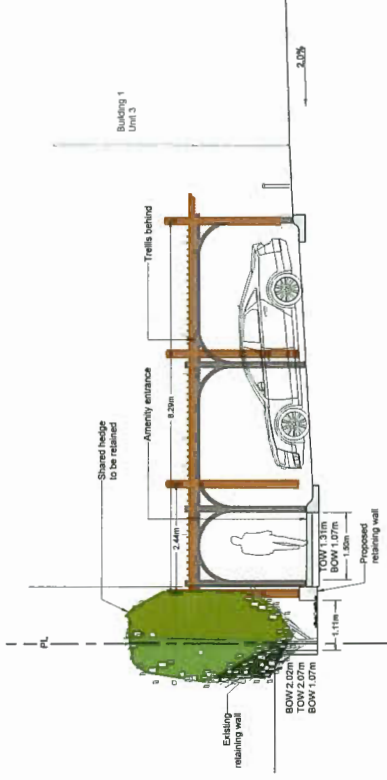 PL
Shared hedge
to be retained
Amenity entrance
Trellis behind
Building 1
Unit 3
8.29m
2.44m
2.0%
Existing
retaining wall
BOW 2.02m
TOW 2.07m
BOW 1.07m
1.11m
TOW 1.31m
BOW 1.07m
1.50m
Proposed
retaining wall